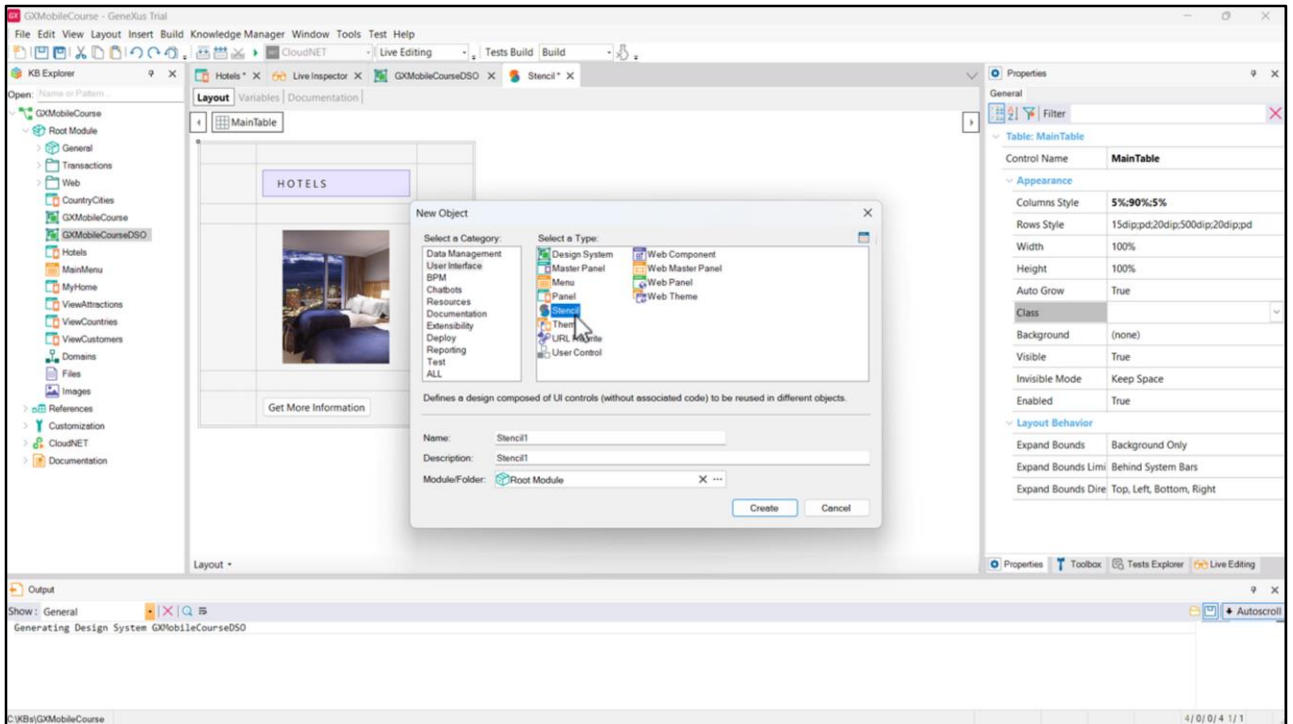 GX GXMobileCourse - GeneXus Trial
File Edit View Layout Insert Build Knowledge Manager Window Tools Test Help
CloudNET Live Editing Tests Build Build
KB Explorer
Open: Name or Pattern...
GXMobileCourse
Root Module
General
Transactions
Web
CountryCities
GXMobileCourse
GXMobileCourseDSO
Hotels
MainMenu
MyHome
ViewAttractions
ViewCountries
ViewCustomers
Domains
Files
Images
References
Customization
CloudNET
Documentation
Hotels * X Live Inspector X GXMobileCourseDSO X Stencil * X
Layout Variables Documentation
MainTable
HOTELS
Get More Information
Layout
New Object
Select a Category:
Data Management
User Interface
BPM
Chatbots
Resources
Documentation
Extensibility
Deploy
Reporting
Test
ALL
Select a Type:
Design System
Master Panel
Menu
Panel
Stencil
Them
URL Rewrite
User Control
Web Component
Web Master Panel
Web Panel
Web Theme
Defines a design composed of UI controls (without associated code) to be reused in different objects.
Name: Stencil1
Description: Stencil1
Module/Folder: Root Module
Create Cancel
Properties
General
Filter
Table: MainTable
Control Name MainTable
Appearance
Columns Style 5%;90%;5%
Rows Style 15dip;pd;20dip;500dip;20dip;pd
Width 100%
Height 100%
Auto Grow True
Class
Background (none)
Visible True
Invisible Mode Keep Space
Enabled True
Layout Behavior
Expand Bounds Background Only
Expand Bounds Limi Behind System Bars
Expand Bounds Dire Top, Left, Bottom, Right
Properties Toolbox Tests Explorer Live Editing
Output
Show: General
Autoscroll
Generating Design System GXMobileCourseDSO
C:\KBs\GXMobileCourse
4/ 0/ 0/ 4 1/ 1